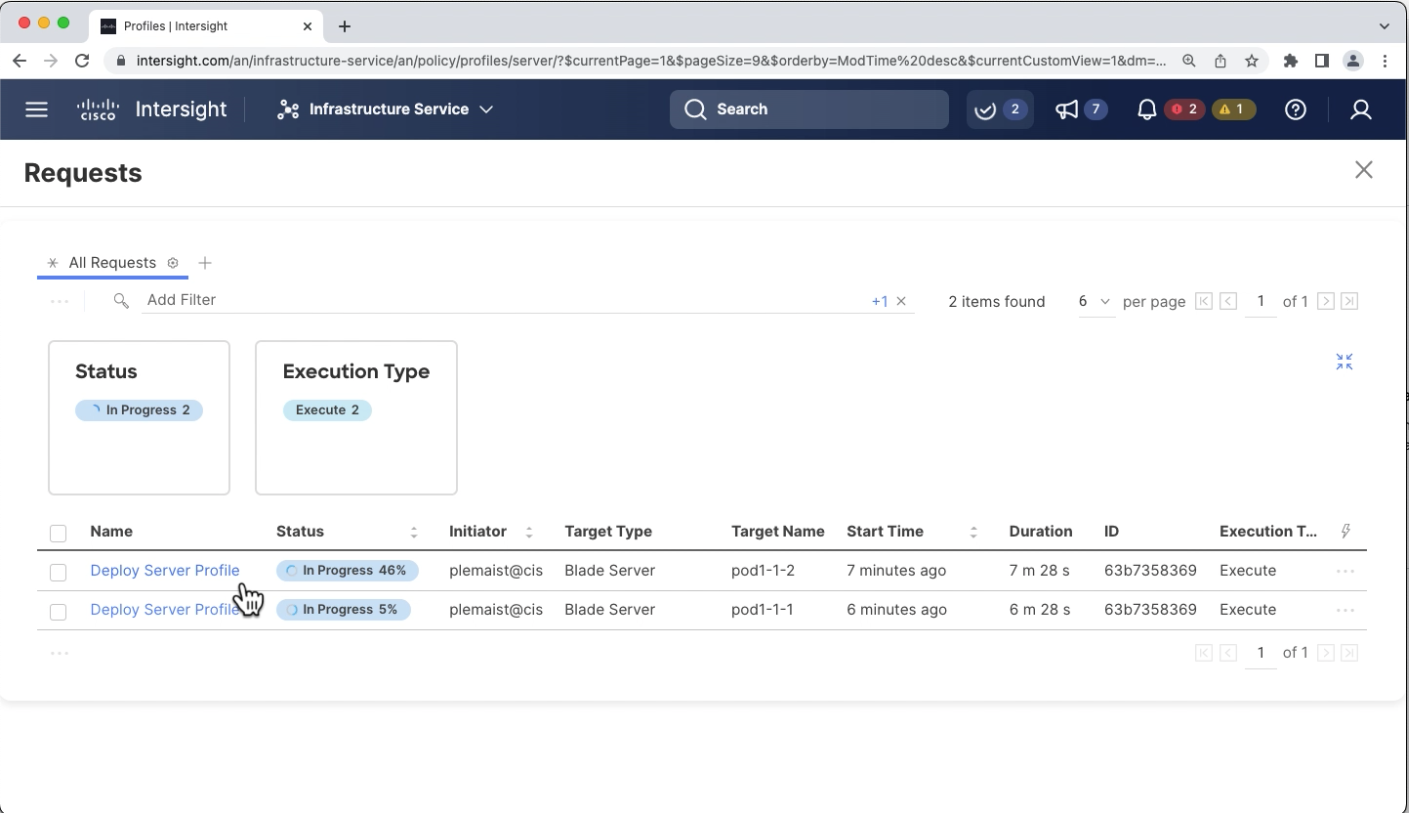 Profiles | Intersight
intersight.com/an/infrastructure-service/an/policy/profiles/server/?$currentPage=1&$pageSize=9&$orderby=ModTime%20desc&$currentCustomView=1&dm=...
cisco Intersight Infrastructure Service Search 2 7 2 1
Requests
All Requests
Add Filter +1 2 items found 6 per page 1 of 1
Status Execution Type
In Progress 2 Execute 2
Name Status Initiator Target Type Target Name Start Time Duration ID Execution T...
Deploy Server Profile In Progress 46% plemaist@cis Blade Server pod1-1-2 7 minutes ago 7 m 28 s 63b7358369 Execute
Deploy Server Profile In Progress 5% plemaist@cis Blade Server pod1-1-1 6 minutes ago 6 m 28 s 63b7358369 Execute
1 of 1